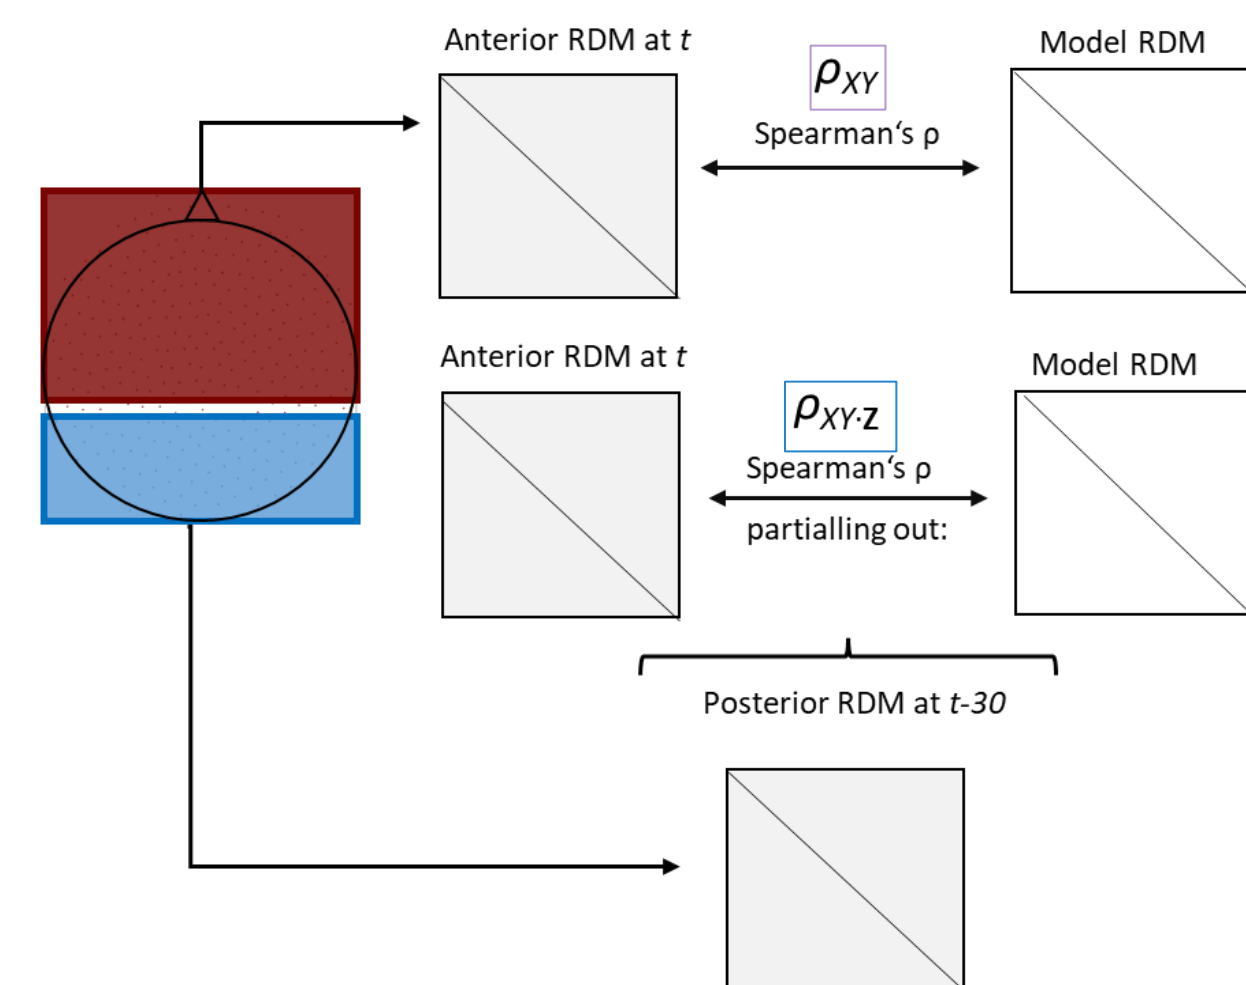 Anterior RDM at t
Model RDM
ρXY
Spearman‘s ρ
Anterior RDM at t
Model RDM
ρXY·Z
Spearman‘s ρ
partialling out:
Posterior RDM at t-30